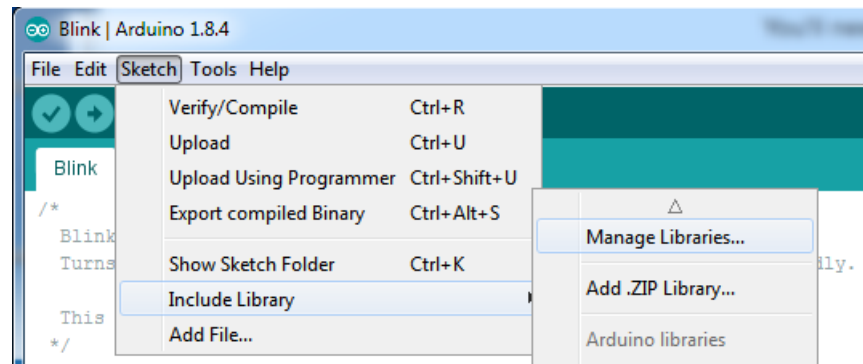 Blink | Arduino 1.8.4
File Edit Sketch Tools Help
Verify/Compile Ctrl+R
Upload Ctrl+U
Upload Using Programmer Ctrl+Shift+U
Export compiled Binary Ctrl+Alt+S
Show Sketch Folder Ctrl+K
Include Library
Add File...
Manage Libraries...
Add .ZIP Library...
Arduino libraries
Blink
/*
Blink
Turns
dly.
This
*/